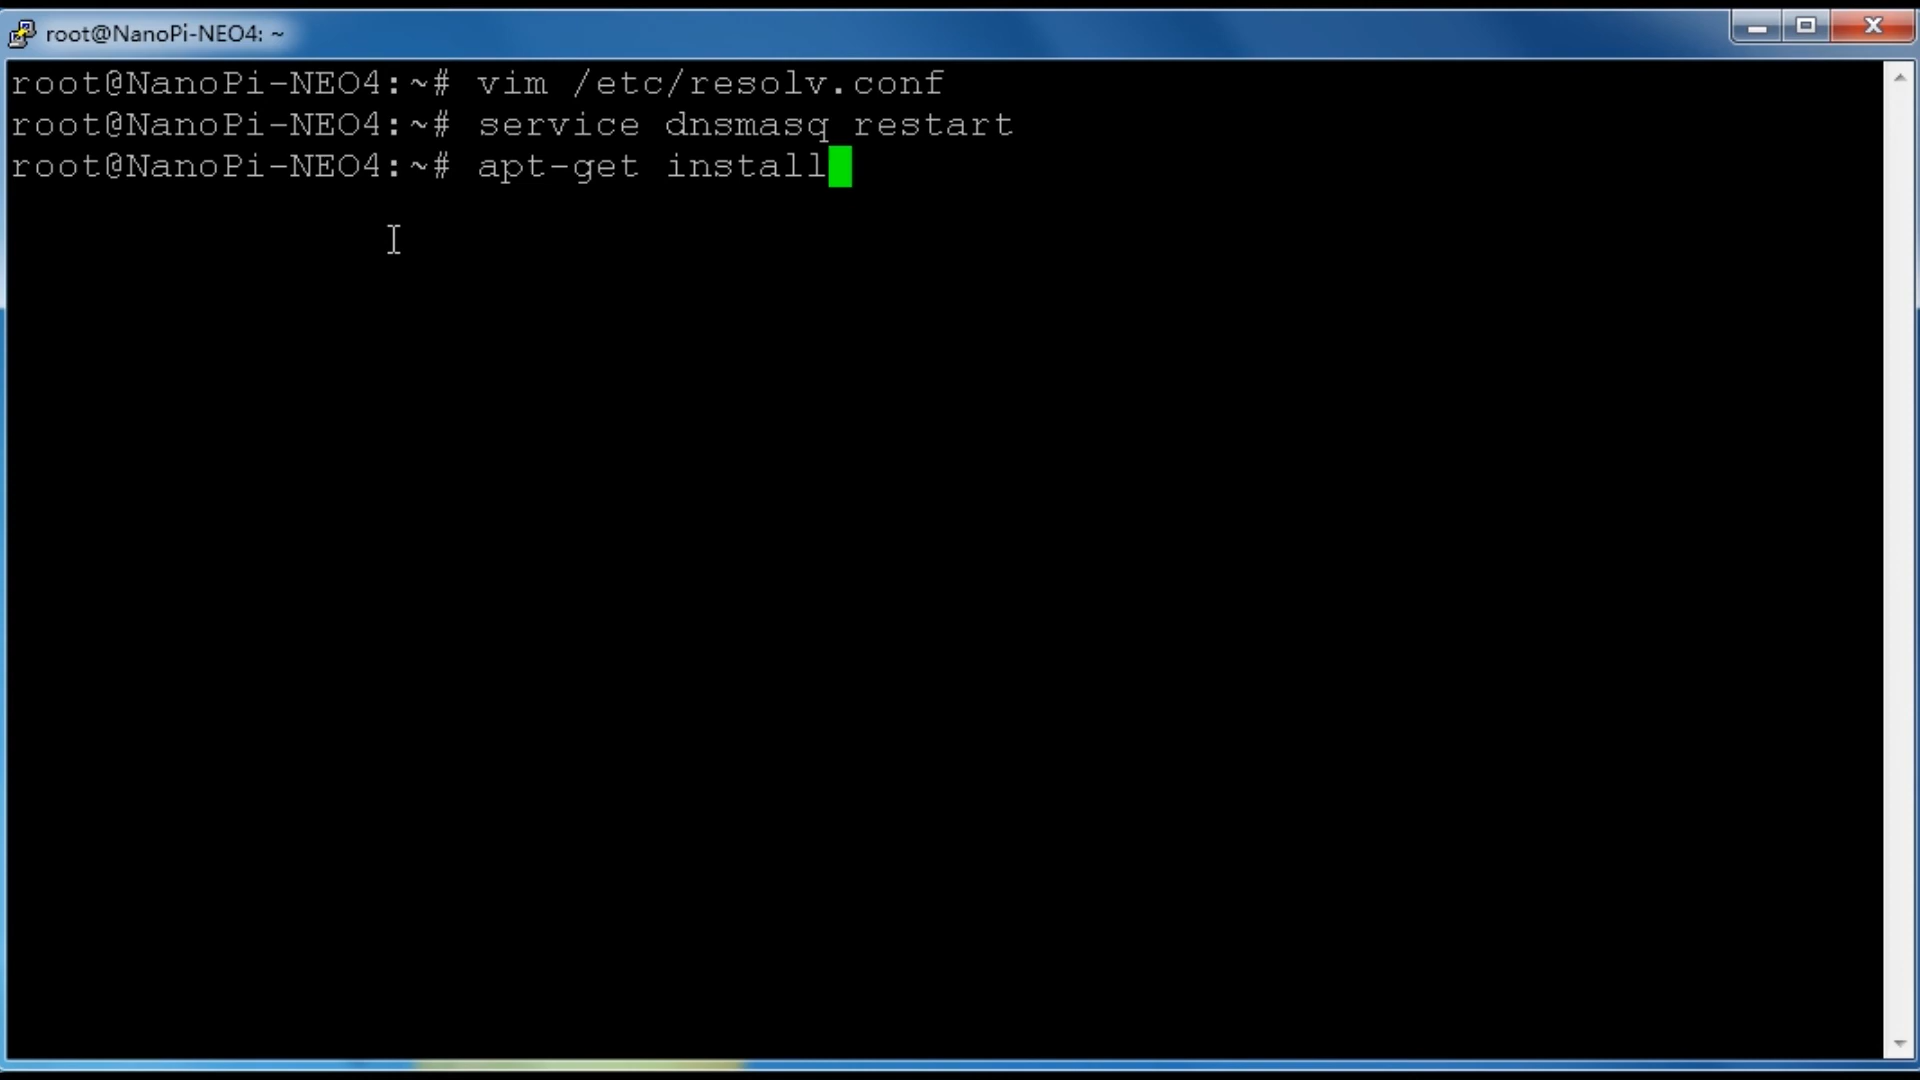 root@NanoPi-NEO4: ~
root@NanoPi-NEO4:~# vim /etc/resolv.conf
root@NanoPi-NEO4:~# service dnsmasq restart
root@NanoPi-NEO4:~# apt-get install